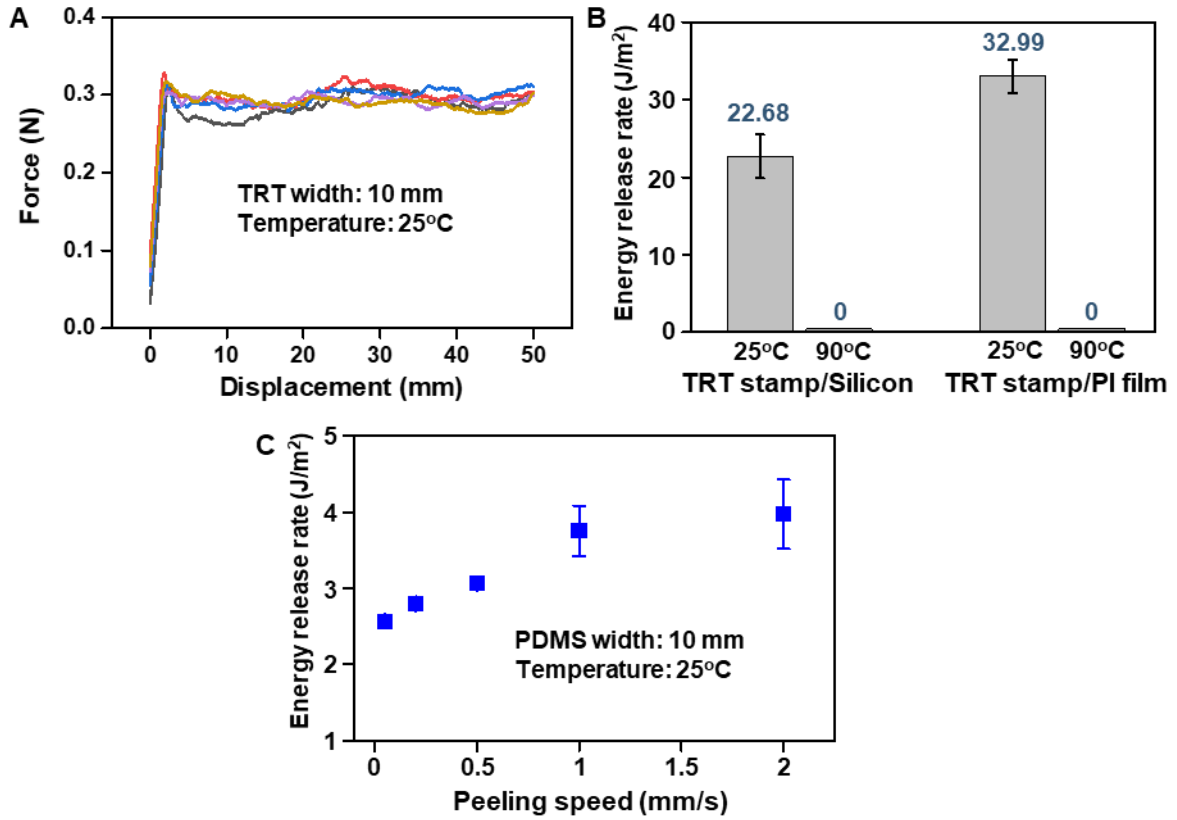 A
Force (N)
0.4
0.3
0.2
0.1
0.0
TRT width: 10 mm
Temperature: 25°C
0 10 20 30 40 50
Displacement (mm)
B
Energy release rate (J/m²)
40
30
20
10
0
22.68
0
32.99
0
25°C 90°C 25°C 90°C
TRT stamp/Silicon TRT stamp/PI film
C
Energy release rate (J/m²)
5
4
3
2
1
PDMS width: 10 mm
Temperature: 25°C
0 0.5 1 1.5 2
Peeling speed (mm/s)